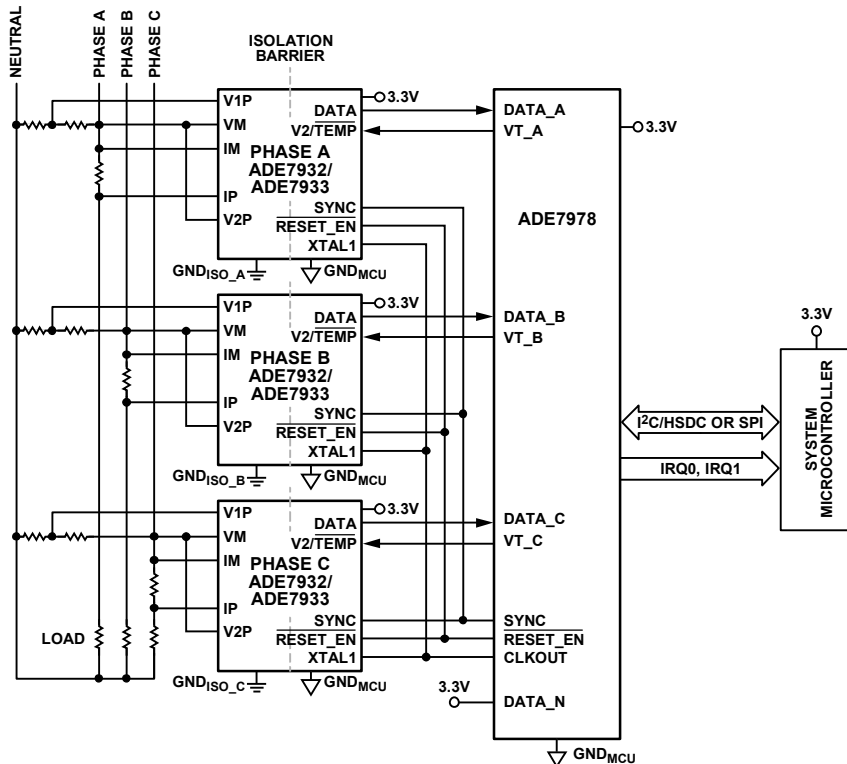 NEUTRAL
PHASE A
PHASE B
PHASE C
ISOLATION
BARRIER
V1P
VM
IM
IP
V2P
PHASE A
ADE7932/
ADE7933
DATA
V2/TEMP
SYNC
RESET_EN
XTAL1
3.3V
GNDISO_A
GNDMCU
V1P
VM
IM
IP
V2P
PHASE B
ADE7932/
ADE7933
DATA
V2/TEMP
SYNC
RESET_EN
XTAL1
3.3V
GNDISO_B
GNDMCU
V1P
VM
IM
IP
V2P
PHASE C
ADE7932/
ADE7933
DATA
V2/TEMP
SYNC
RESET_EN
XTAL1
3.3V
LOAD
GNDISO_C
GNDMCU
DATA_A
VT_A
3.3V
ADE7978
DATA_B
VT_B
DATA_C
VT_C
SYNC
RESET_EN
CLKOUT
3.3V
DATA_N
GNDMCU
I2C/HSDC OR SPI
IRQ0, IRQ1
3.3V
SYSTEM
MICROCONTROLLER